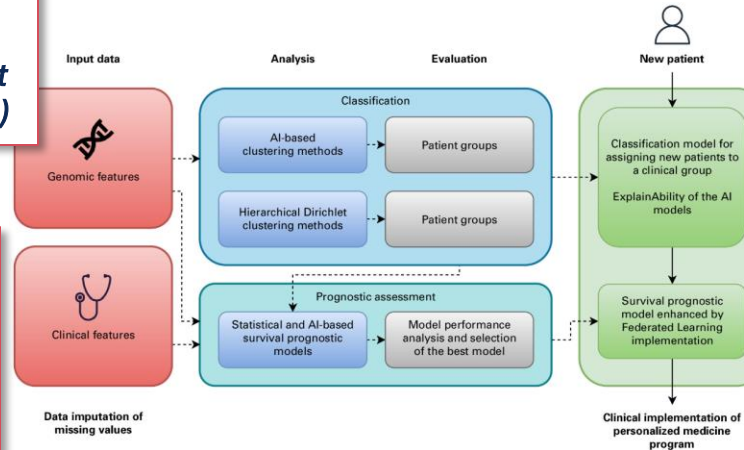 t
)
Input data
Analysis
Evaluation
New patient
Genomic features
Clinical features
Data imputation of
missing values
Classification
AI-based
clustering methods
Patient groups
Hierarchical Dirichlet
clustering methods
Patient groups
Prognostic assessment
Statistical and AI-based
survival prognostic
models
Model performance
analysis and selection
of the best model
Classification model for
assigning new patients to
a clinical group
ExplainAbility of the AI
models
Survival prognostic
model enhanced by
Federated Learning
implementation
Clinical implementation of
personalized medicine
program